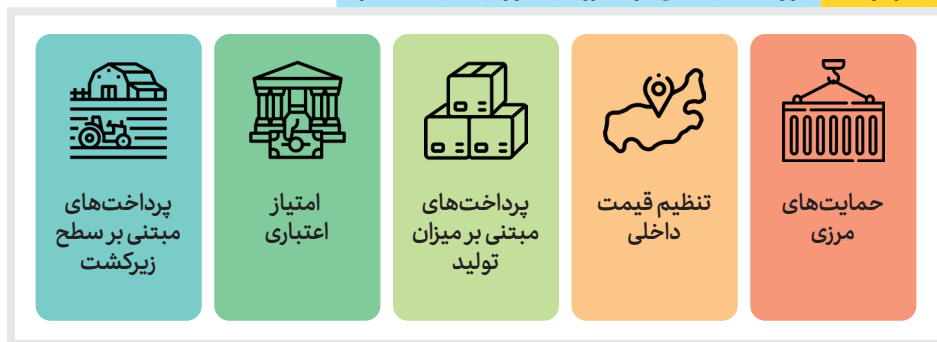 حمایت‌های
مرزی
تنظیم قیمت
داخلی
پرداخت‌های
مبتنی بر میزان
تولید
امتیاز
اعتباری
پرداخت‌های
مبتنی بر سطح
زیرکشت